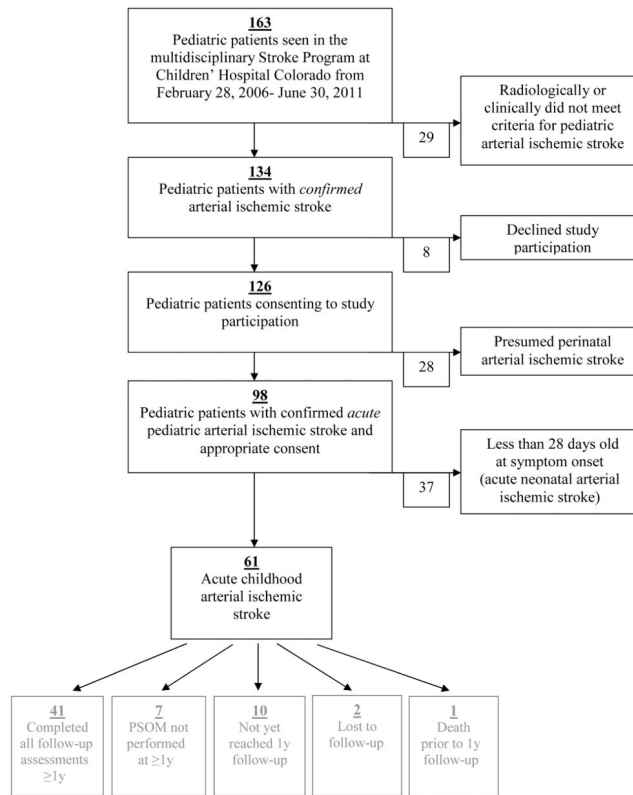 163
Pediatric patients seen in the
multidisciplinary Stroke Program at
Children’ Hospital Colorado from
February 28, 2006- June 30, 2011
29
Radiologically or
clinically did not meet
criteria for pediatric
arterial ischemic stroke
134
Pediatric patients with confirmed
arterial ischemic stroke
8
Declined study
participation
126
Pediatric patients consenting to study
participation
28
Presumed perinatal
arterial ischemic stroke
98
Pediatric patients with confirmed acute
pediatric arterial ischemic stroke and
appropriate consent
37
Less than 28 days old
at symptom onset
(acute neonatal arterial
ischemic stroke)
61
Acute childhood
arterial ischemic
stroke
41
Completed
all follow-up
assessments
≥1y
7
PSOM not
performed
at ≥1y
10
Not yet
reached 1y
follow-up
2
Lost to
follow-up
1
Death
prior to 1y
follow-up